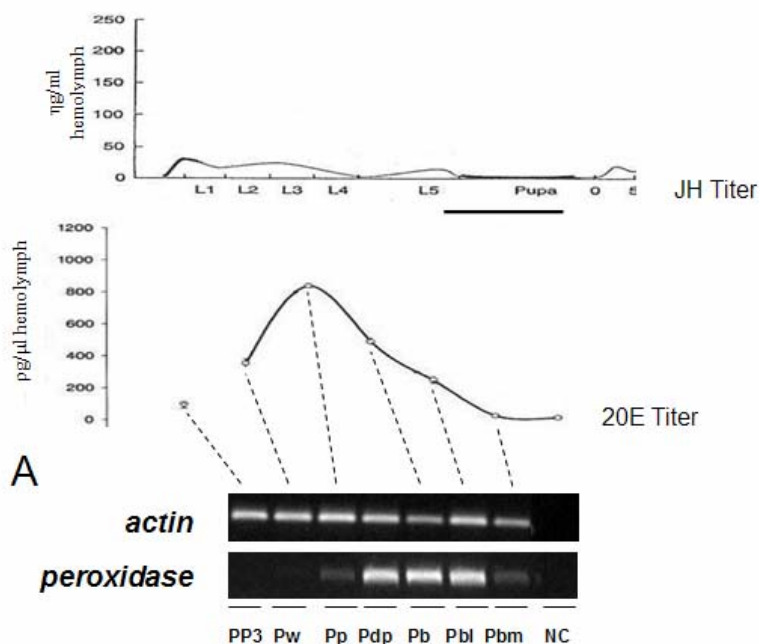 ηg/ml
hemolymph
250
200
150
100
50
0
L1 L2 L3 L4 L5 Pupa 0 5
JH Titer
pg/µl hemolymph
1200
1000
800
600
400
200
0
20E Titer
A
actin
peroxidase
PP3 Pw Pp Pdp Pb Pbl Pbm NC